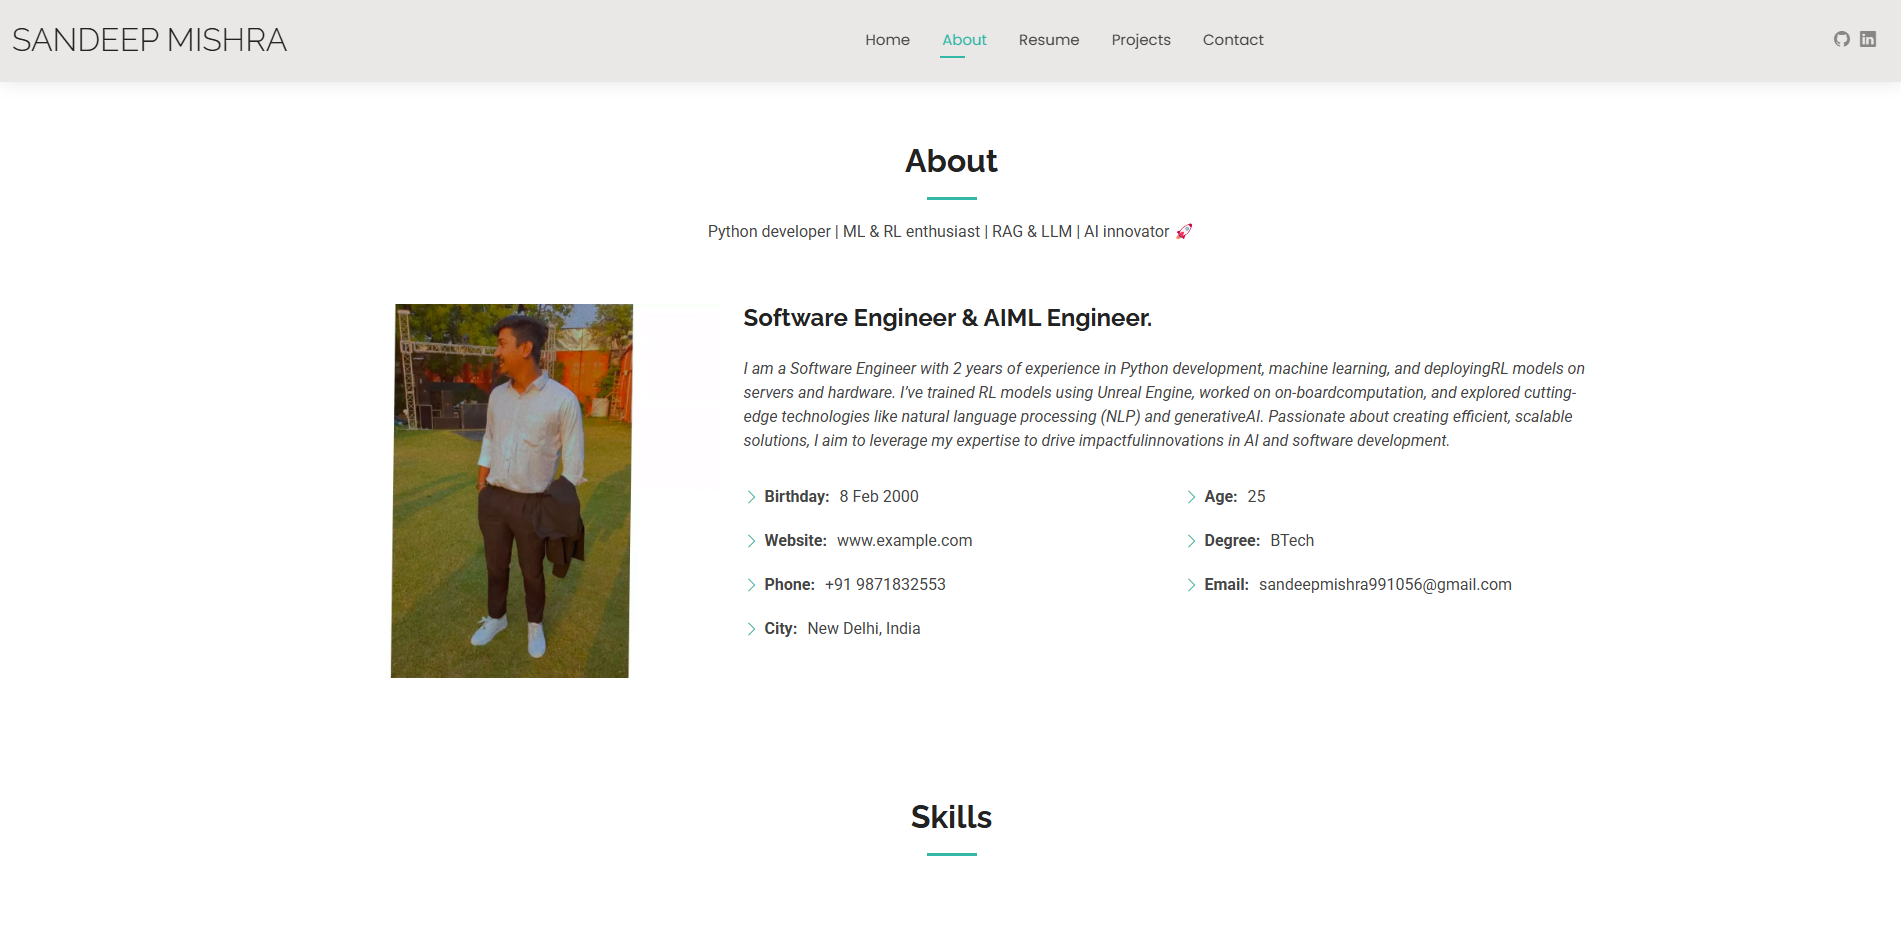 SANDEEP MISHRA
Home About Resume Projects Contact
About
Python developer | ML & RL enthusiast | RAG & LLM | AI innovator 🚀
Software Engineer & AIML Engineer.
I am a Software Engineer with 2 years of experience in Python development, machine learning, and deployingRL models on
servers and hardware. I’ve trained RL models using Unreal Engine, worked on on-boardcomputation, and explored cutting-
edge technologies like natural language processing (NLP) and generativeAI. Passionate about creating efficient, scalable
solutions, I aim to leverage my expertise to drive impactfulinnovations in AI and software development.
Birthday: 8 Feb 2000
Age: 25
Website: www.example.com
Degree: BTech
Phone: +91 9871832553
Email: sandeepmishra991056@gmail.com
City: New Delhi, India
Skills